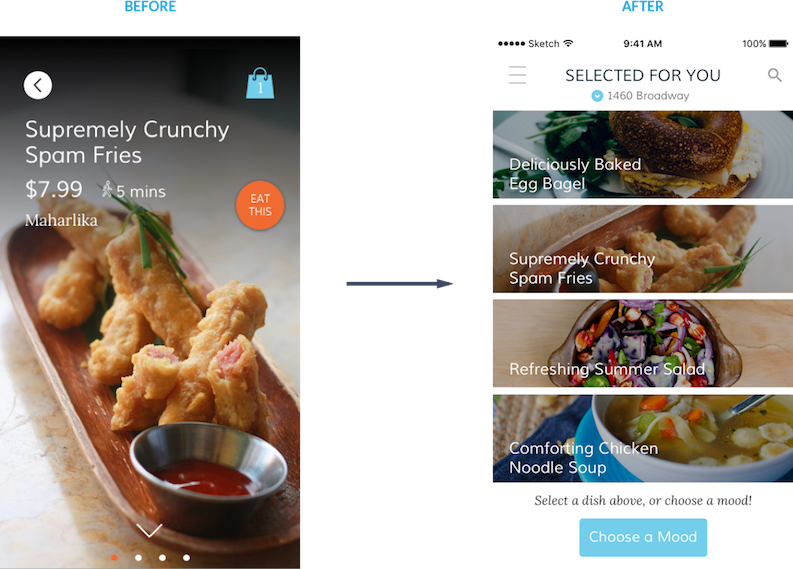 BEFORE
AFTER
1
Supremely Crunchy
Spam Fries
$7.99 5 mins
Maharlika
EAT
THIS
Sketch 9:41 AM 100%
SELECTED FOR YOU
1460 Broadway
Deliciously Baked
Egg Bagel
Supremely Crunchy
Spam Fries
Refreshing Summer Salad
Comforting Chicken
Noodle Soup
Select a dish above, or choose a mood!
Choose a Mood